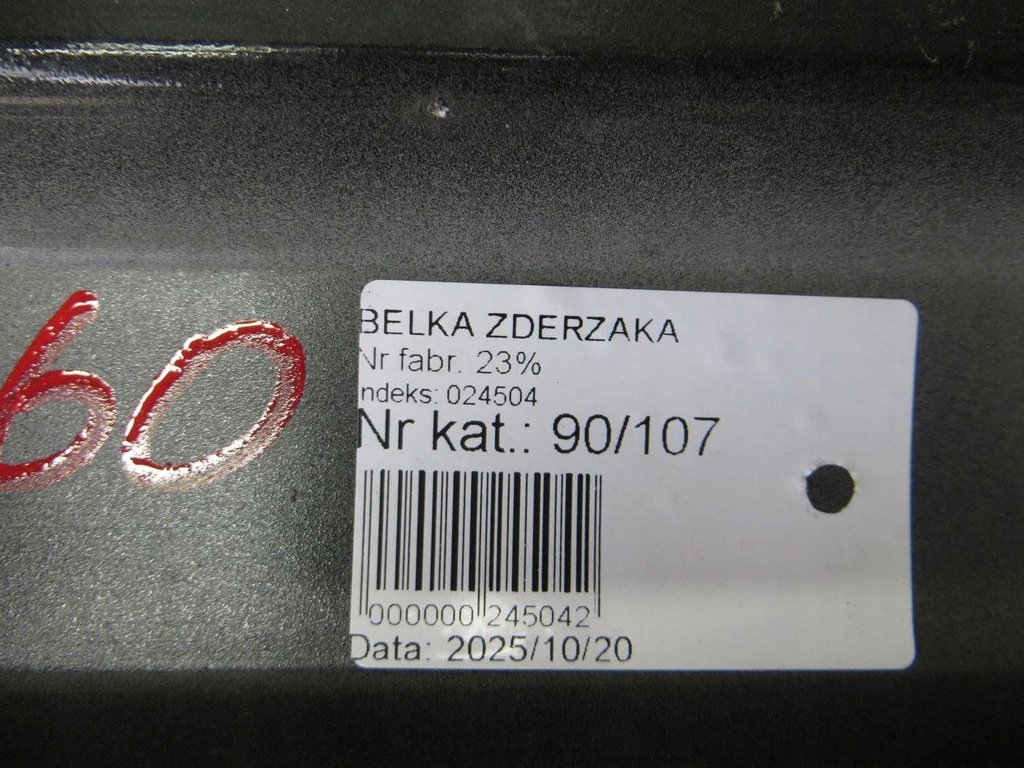 60
BELKA ZDERZAKA
Nr fabr. 23%
ndeks: 024504
Nr kat.: 90/107
000000 245042
Data: 2025/10/20